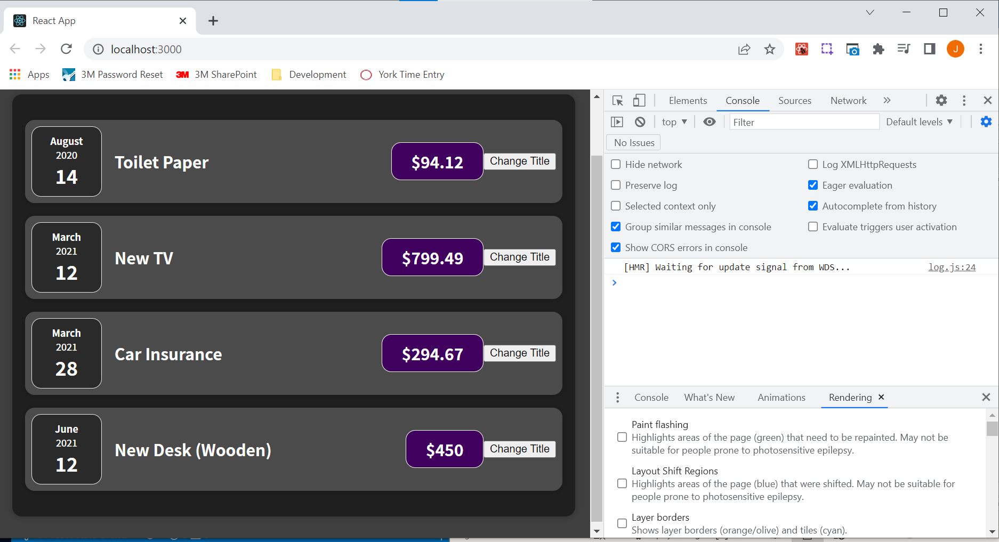 React App
localhost:3000
J
Apps
3M Password Reset
3M
3M SharePoint
Development
York Time Entry
August
2020
14
Toilet Paper
$94.12
Change Title
March
2021
12
New TV
$799.49
Change Title
March
2021
28
Car Insurance
$294.67
Change Title
June
2021
12
New Desk (Wooden)
$450
Change Title
Elements
Console
Sources
Network
top
Filter
Default levels
No Issues
Hide network
Log XMLHttpRequests
Preserve log
Eager evaluation
Selected context only
Autocomplete from history
Group similar messages in console
Evaluate triggers user activation
Show CORS errors in console
[HMR] Waiting for update signal from WDS...
log.js:24
Console
What's New
Animations
Rendering
Paint flashing
Highlights areas of the page (green) that need to be repainted. May not be
suitable for people prone to photosensitive epilepsy.
Layout Shift Regions
Highlights areas of the page (blue) that were shifted. May not be suitable for
people prone to photosensitive epilepsy.
Layer borders
Shows layer borders (orange/olive) and tiles (cyan).